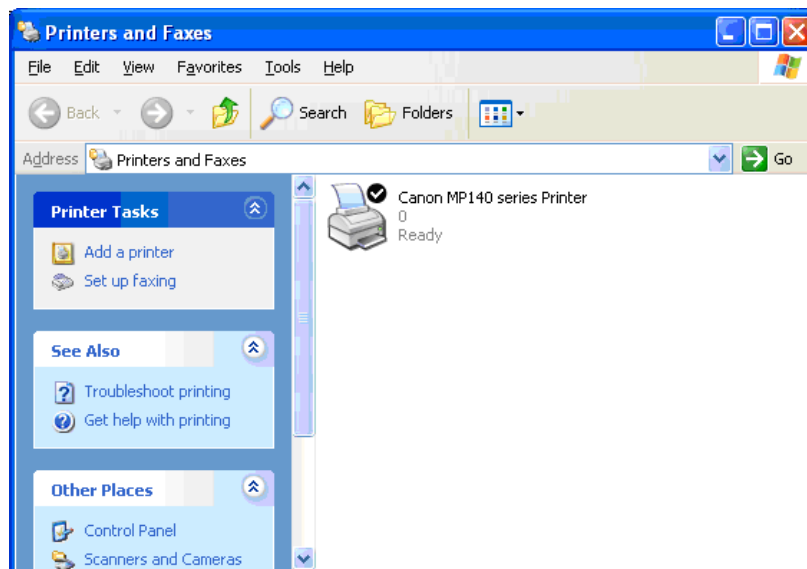 Printers and Faxes
File Edit View Favorites Tools Help
Back Search Folders
Address Printers and Faxes Go
Printer Tasks
Add a printer
Set up faxing
See Also
Troubleshoot printing
Get help with printing
Other Places
Control Panel
Scanners and Cameras
Canon MP140 series Printer
0
Ready